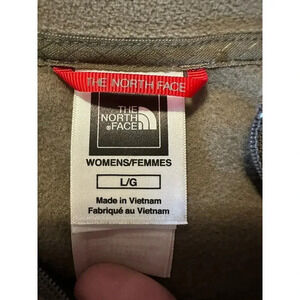 THE NORTH FACE
THE
NORTH
FACE
WOMENS/FEMMES
L/G
Made in Vietnam
Fabriqué au Vietnam